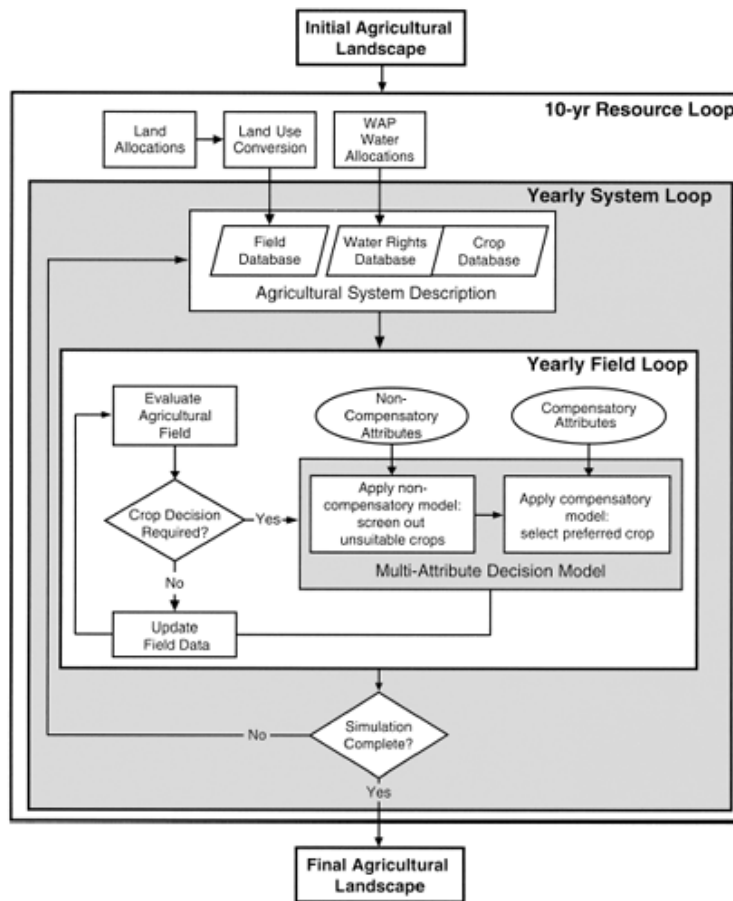 Initial Agricultural
Landscape
10-yr Resource Loop
Land
Allocations
Land Use
Conversion
WAP
Water
Allocations
Yearly System Loop
Field
Database
Water Rights
Database
Crop
Database
Agricultural System Description
Yearly Field Loop
Evaluate
Agricultural
Field
Non-
Compensatory
Attributes
Compensatory
Attributes
Crop Decision
Required?
Yes
Apply non-
compensatory model:
screen out
unsuitable crops
Apply compensatory
model:
select preferred crop
Multi-Attribute Decision Model
No
Update
Field Data
Simulation
Complete?
No
Yes
Final Agricultural
Landscape